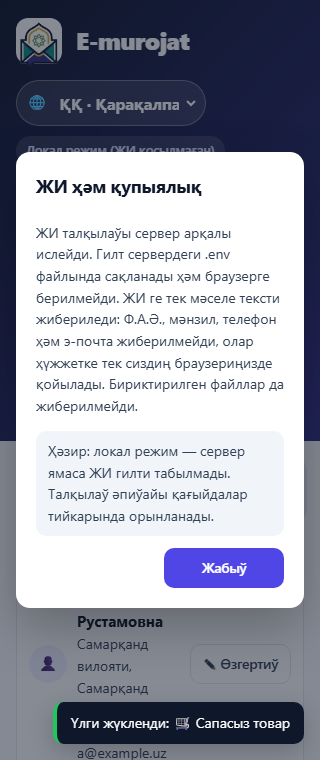 E-murojat
ҚҚ · Қарақалпа
Локал режим (ЖИ қосылмаған)
ЖИ ҳәм қупыялық
ЖИ талқылаўы сервер арқалы
ислейди. Гилт сервердеги .env
файлында сақланады ҳәм браузерге
берилмейди. ЖИ ге тек мәселе тексти
жибериледи: Ф.А.Ә., мәнзил, телефон
ҳәм э-почта жиберилмейди, олар
ҳүжжетке тек сиздиң браузериңизде
қойылады. Бириктирилген файллар да
жиберилмейди.
Ҳәзир: локал режим — сервер
ямаса ЖИ гилти табылмады.
Талқылаў әпиўайы қағыйдалар
тийкарында орынланады.
Жабыў
Рустамовна
Самарқанд
вилояти,
Самарқанд
Өзгертиў
Үлги жүкленди: 🛒 Сапасыз товар
a@example.uz